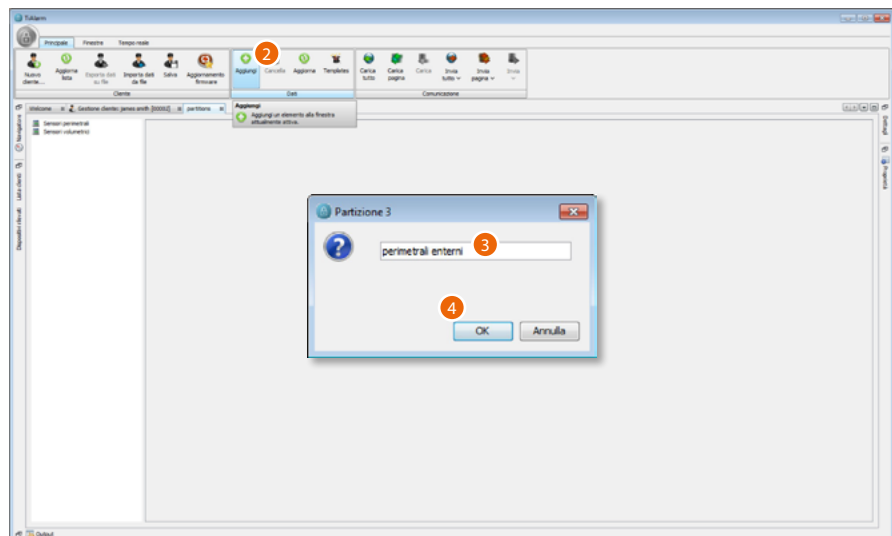 TiAlarm
Principale Finestre Tempo reale
2
Nuovo cliente...
Aggiorna lista
Esporta dati su file
Importa dati da file
Salva
Aggiornamento firmware
Aggiungi
Cancella
Aggiorna
Templates
Carica tutto
Carica pagina
Carica
Invia tutto
Invia pagina
Invia
Cliente
Dati
Comunicazione
Welcome
Gestione cliente: james smith [00002]
partitions
Aggiungi
Aggiungi un elemento alla finestra attualmente attiva.
Sensori perimetrali
Sensori volumetrici
Navigatore
Lista clienti
Dispositivi rilevati
Dettagli
Proprietà
Partizione 3
perimetrali enterni
3
4
OK Annulla
Output